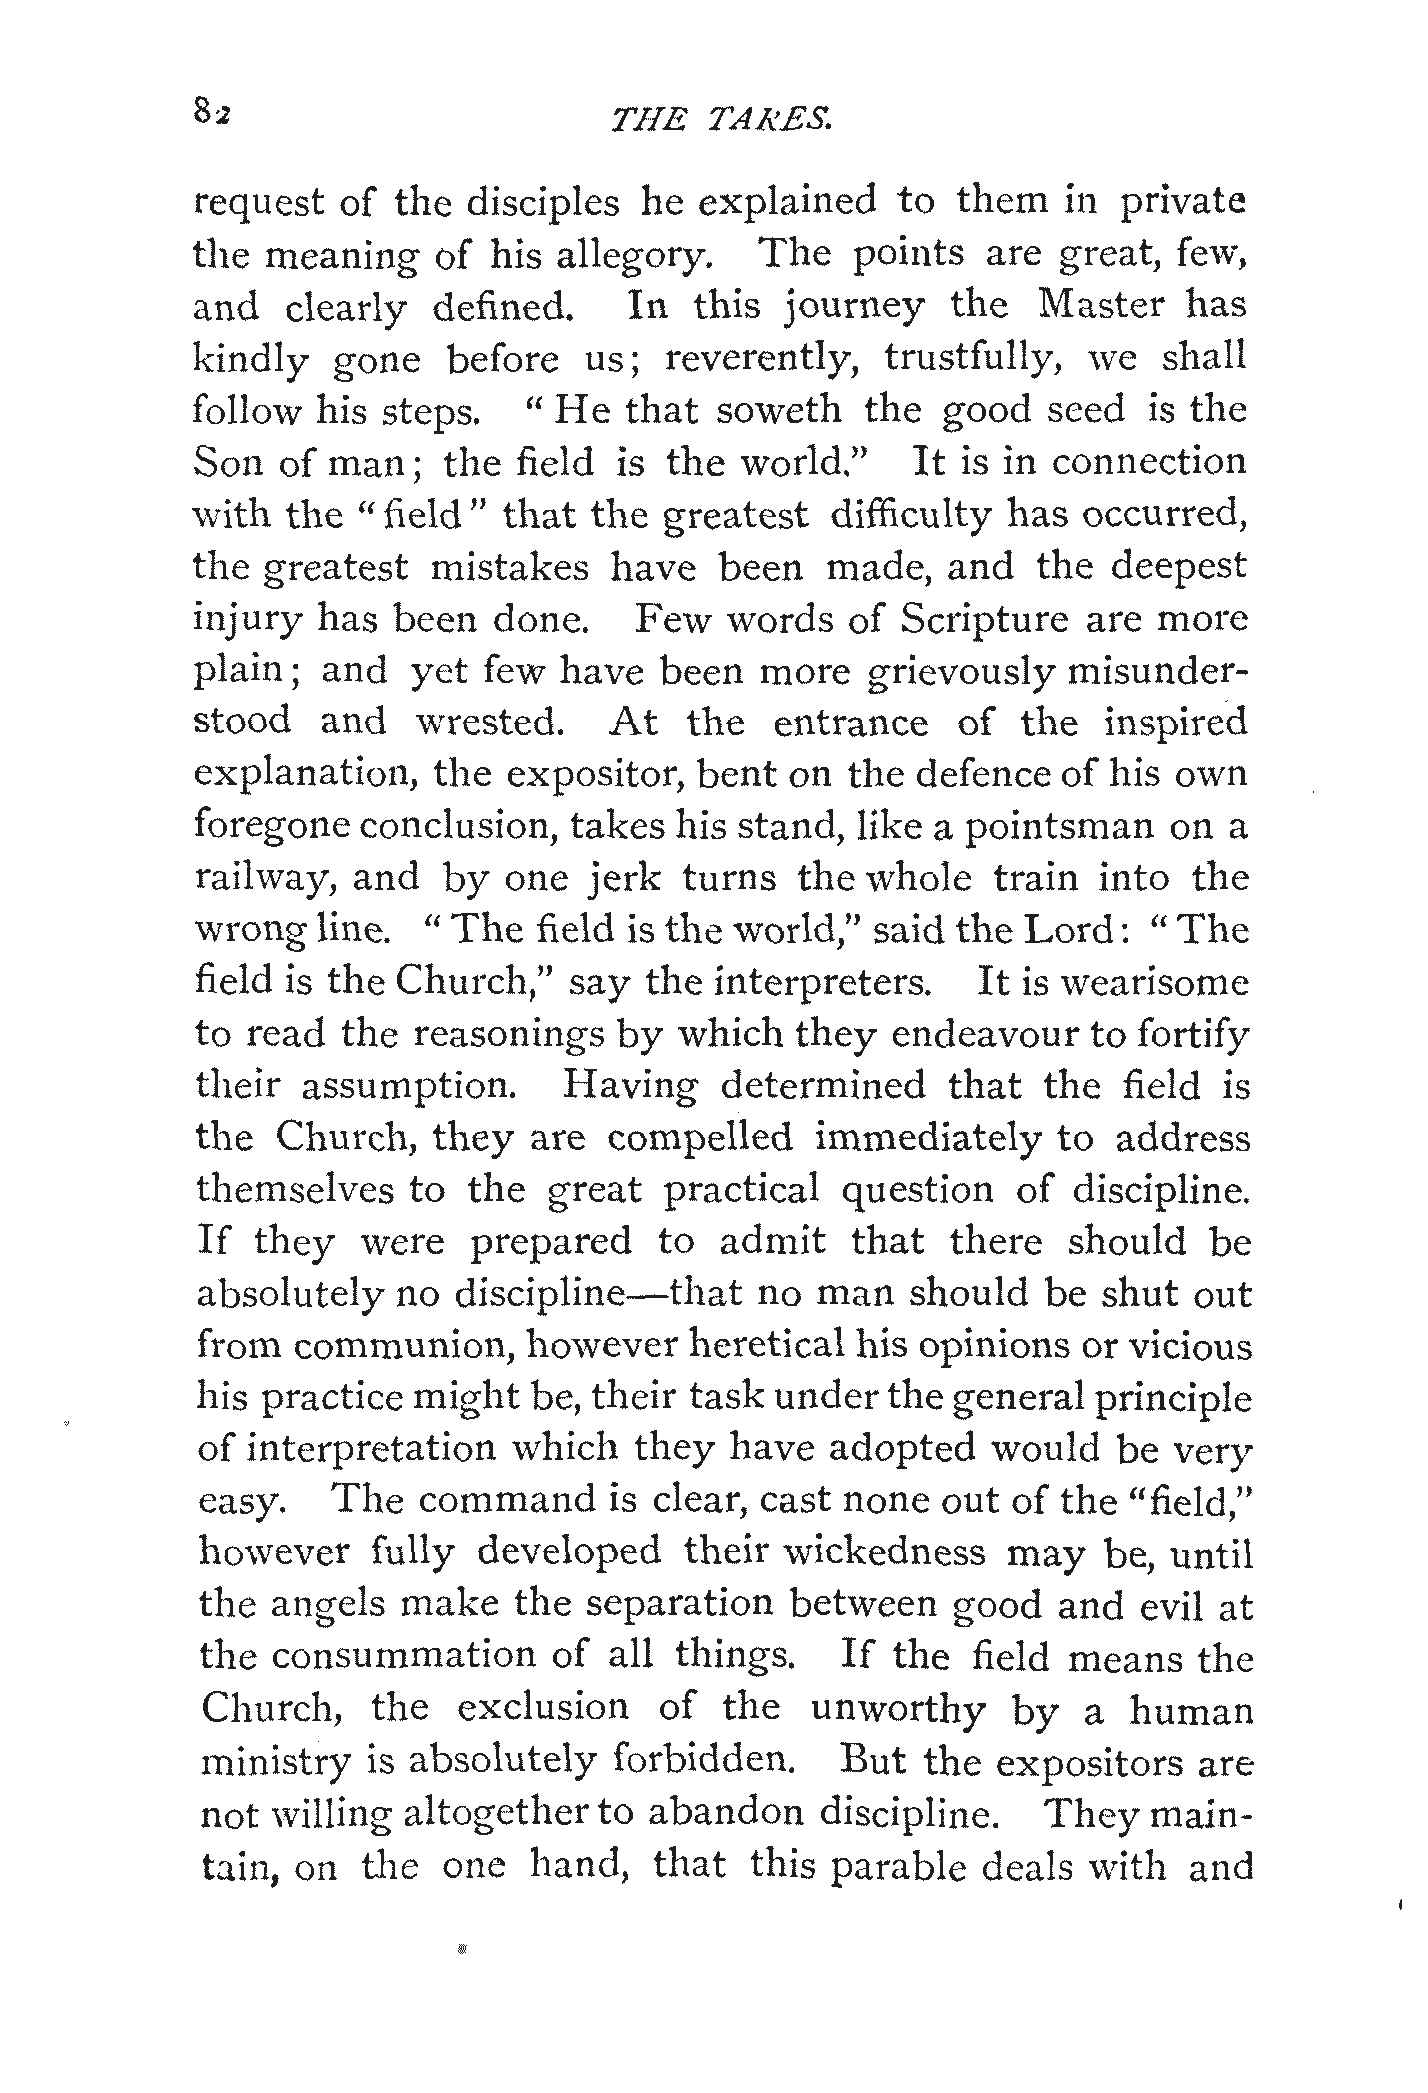 82
THE TARES.
request of the disciples he explained to them in private
the meaning of his allegory. The points are great, few,
and clearly defined. In this journey the Master has
kindly gone before us; reverently, trustfully, we shall
follow his steps. “ He that soweth the good seed is the
Son of man; the field is the world.” It is in connection
with the “ field ” that the greatest difficulty has occurred,
the greatest mistakes have been made, and the deepest
injury has been done. Few words of Scripture are more
plain; and yet few have been more grievously misunder-
stood and wrested. At the entrance of the inspired
explanation, the expositor, bent on the defence of his own
foregone conclusion, takes his stand, like a pointsman on a
railway, and by one jerk turns the whole train into the
wrong line. “ The field is the world,” said the Lord: “ The
field is the Church,” say the interpreters. It is wearisome
to read the reasonings by which they endeavour to fortify
their assumption. Having determined that the field is
the Church, they are compelled immediately to address
themselves to the great practical question of discipline.
If they were prepared to admit that there should be
absolutely no discipline—that no man should be shut out
from communion, however heretical his opinions or vicious
his practice might be, their task under the general principle
of interpretation which they have adopted would be very
easy. The command is clear, cast none out of the “field,”
however fully developed their wickedness may be, until
the angels make the separation between good and evil at
the consummation of all things. If the field means the
Church, the exclusion of the unworthy by a human
ministry is absolutely forbidden. But the expositors are
not willing altogether to abandon discipline. They main-
tain, on the one hand, that this parable deals with and